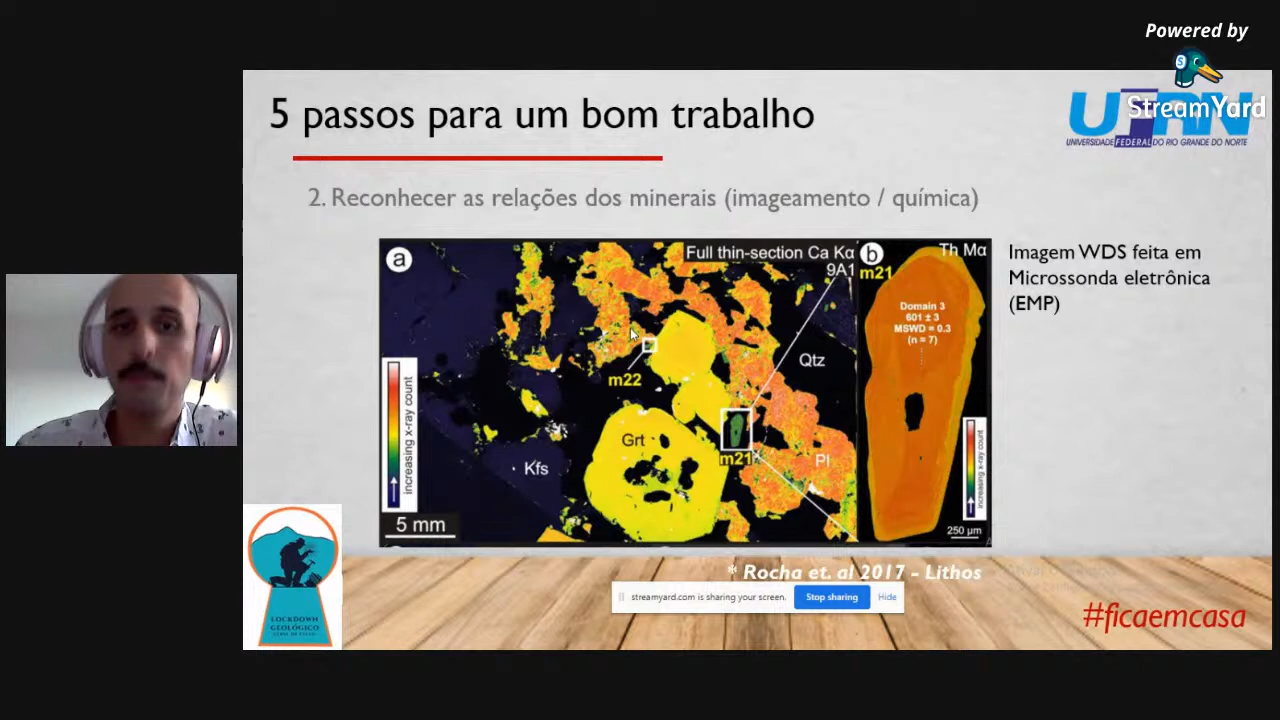 Powered by
StreamYard
5 passos para um bom trabalho
UFRN
UNIVERSIDADE FEDERAL DO RIO GRANDE DO NORTE
2. Reconhecer as relações dos minerais (imageamento / química)
a
Full thin-section Ca Kα
9A1
m22
Grt
Kfs
Qtz
m21
Pl
increasing x-ray count
5 mm
b
Th Mα
m21
Domain 3
601 ± 3
MSWD = 0.3
(n = 7)
increasing x-ray count
250 µm
Imagem WDS feita em
Microssonda eletrônica
(EMP)
* Rocha et. al 2017 - Lithos
streamyard.com is sharing your screen.
Stop sharing
Hide
LOCKDOWN
GEOLÓGICO
#ficaemcasa